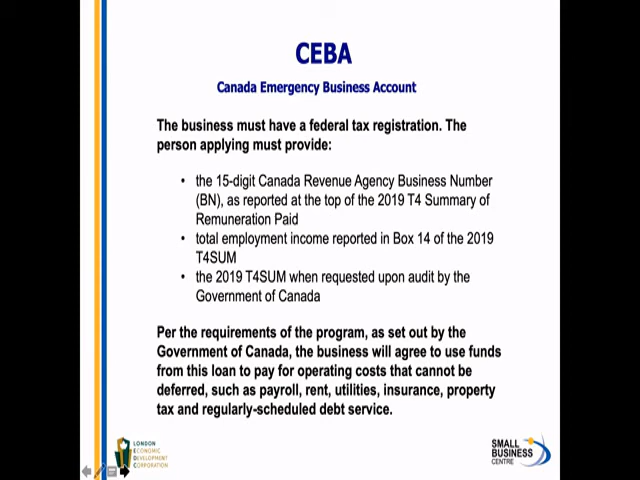 CEBA
Canada Emergency Business Account
The business must have a federal tax registration. The
person applying must provide:
• the 15-digit Canada Revenue Agency Business Number
(BN), as reported at the top of the 2019 T4 Summary of
Remuneration Paid
• total employment income reported in Box 14 of the 2019
T4SUM
• the 2019 T4SUM when requested upon audit by the
Government of Canada
Per the requirements of the program, as set out by the
Government of Canada, the business will agree to use funds
from this loan to pay for operating costs that cannot be
deferred, such as payroll, rent, utilities, insurance, property
tax and regularly-scheduled debt service.
LONDON
ECONOMIC
DEVELOPMENT
CORPORATION
SMALL
BUSINESS
CENTRE